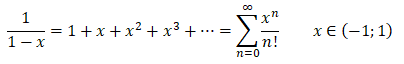 1/(1 − x) = 1 + x + x² + x³ + ⋯ = ∑_{n=0}^{∞} xⁿ/n!   x ∈ (−1; 1)